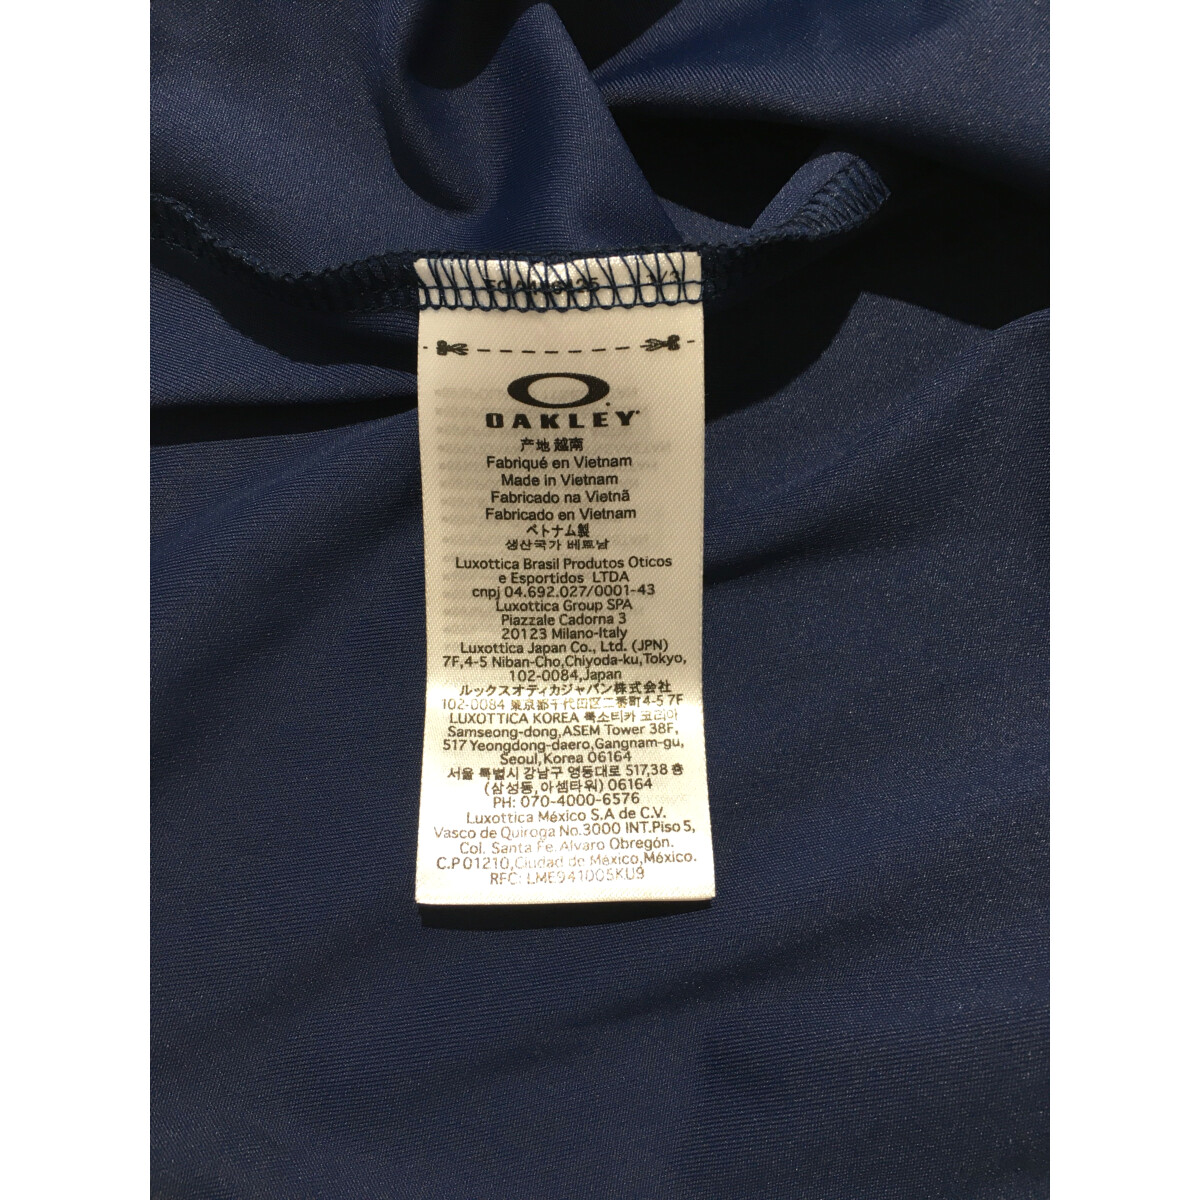 1/3
OAKLEY
产地 越南
Fabriqué en Vietnam
Made in Vietnam
Fabricado na Vietnã
Fabricado en Vietnam
ベトナム製
생산국가 베트남
Luxottica Brasil Produtos Oticos
e Esportidos LTDA
cnpj 04.692.027/0001-43
Luxottica Group SPA
Piazzale Cadorna 3
20123 Milano-Italy
Luxottica Japan Co., Ltd. (JPN)
7F,4-5 Niban-Cho,Chiyoda-ku,Tokyo,
102-0084,Japan
ルックスオティカジャパン株式会社
102-0084 東京都千代田区二番町4-5 7F
LUXOTTICA KOREA 룩소티카 코리아
Samseong-dong,ASEM Tower 38F,
517 Yeongdong-daero,Gangnam-gu,
Seoul,Korea 06164
서울 특별시 강남구 영동대로 517,38 층
(삼성동,아셈타워) 06164
PH: 070-4000-6576
Luxottica México S.A de C.V.
Vasco de Quiroga No.3000 INT.Piso 5,
Col. Santa Fe. Alvaro Obregón.
C.P 01210,Ciudad de México,México.
RFC: LME941005KU9